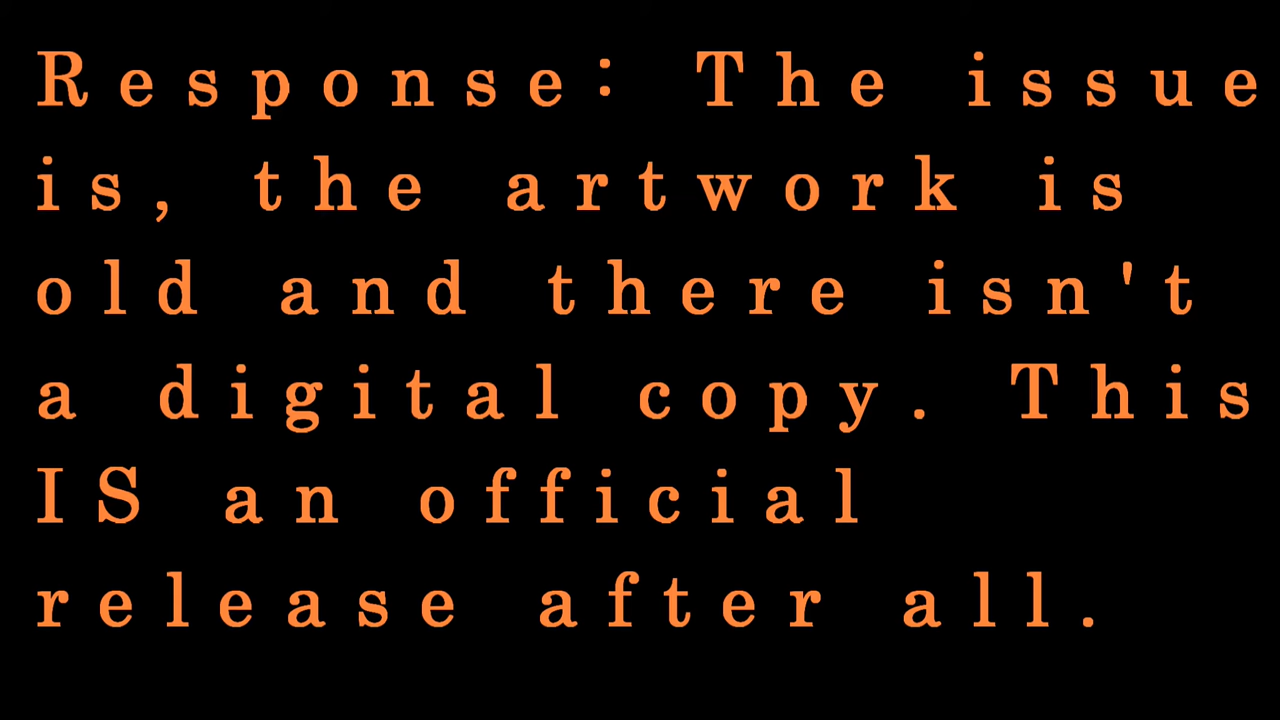 Response: The issue
is, the artwork is
old and there isn't
a digital copy. This
IS an official
release after all.